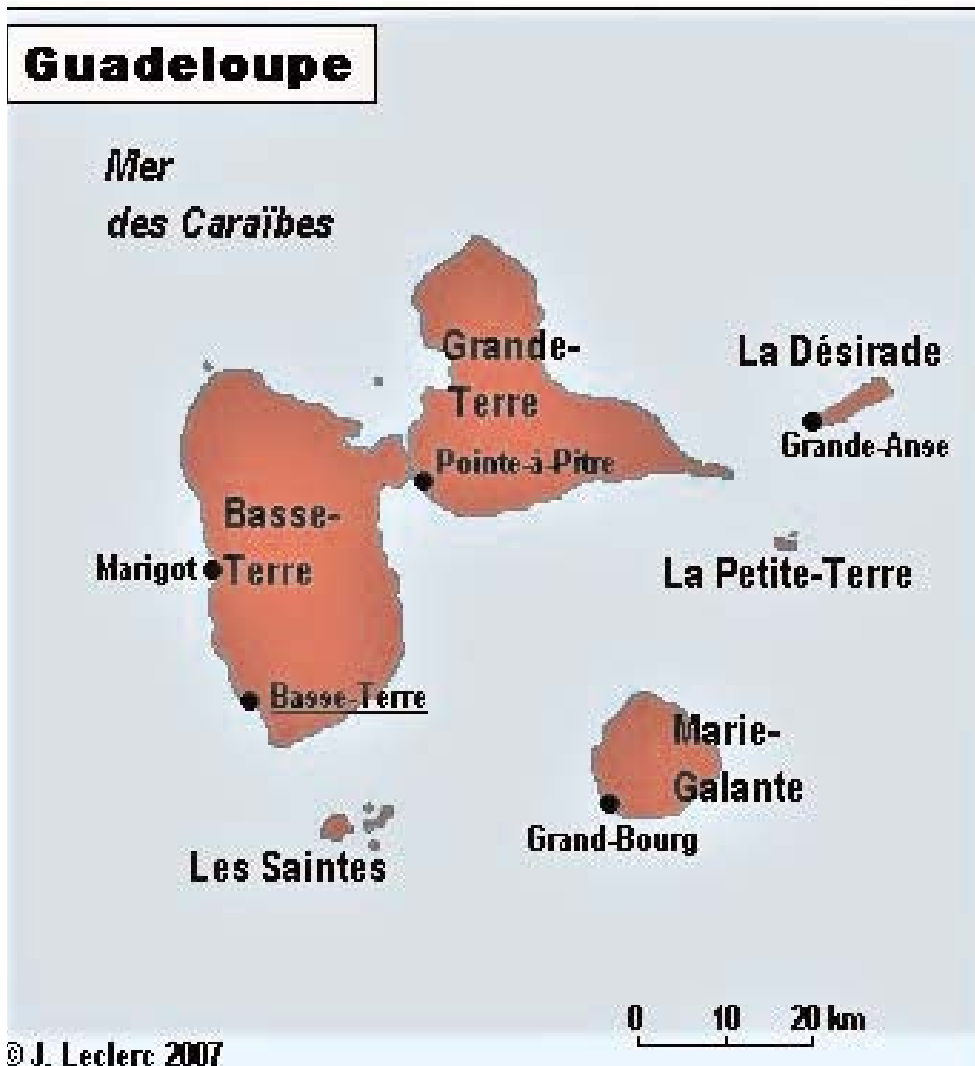 Guadeloupe
Mer
des Caraïbes
Grande-
Terre
La Désirade
Grande-Anse
Pointe-à-Pitre
Basse-
Terre
Marigot
La Petite-Terre
Basse-Terre
Marie-
Galante
Grand-Bourg
Les Saintes
0 10 20 km
© J. Leclerc 2007